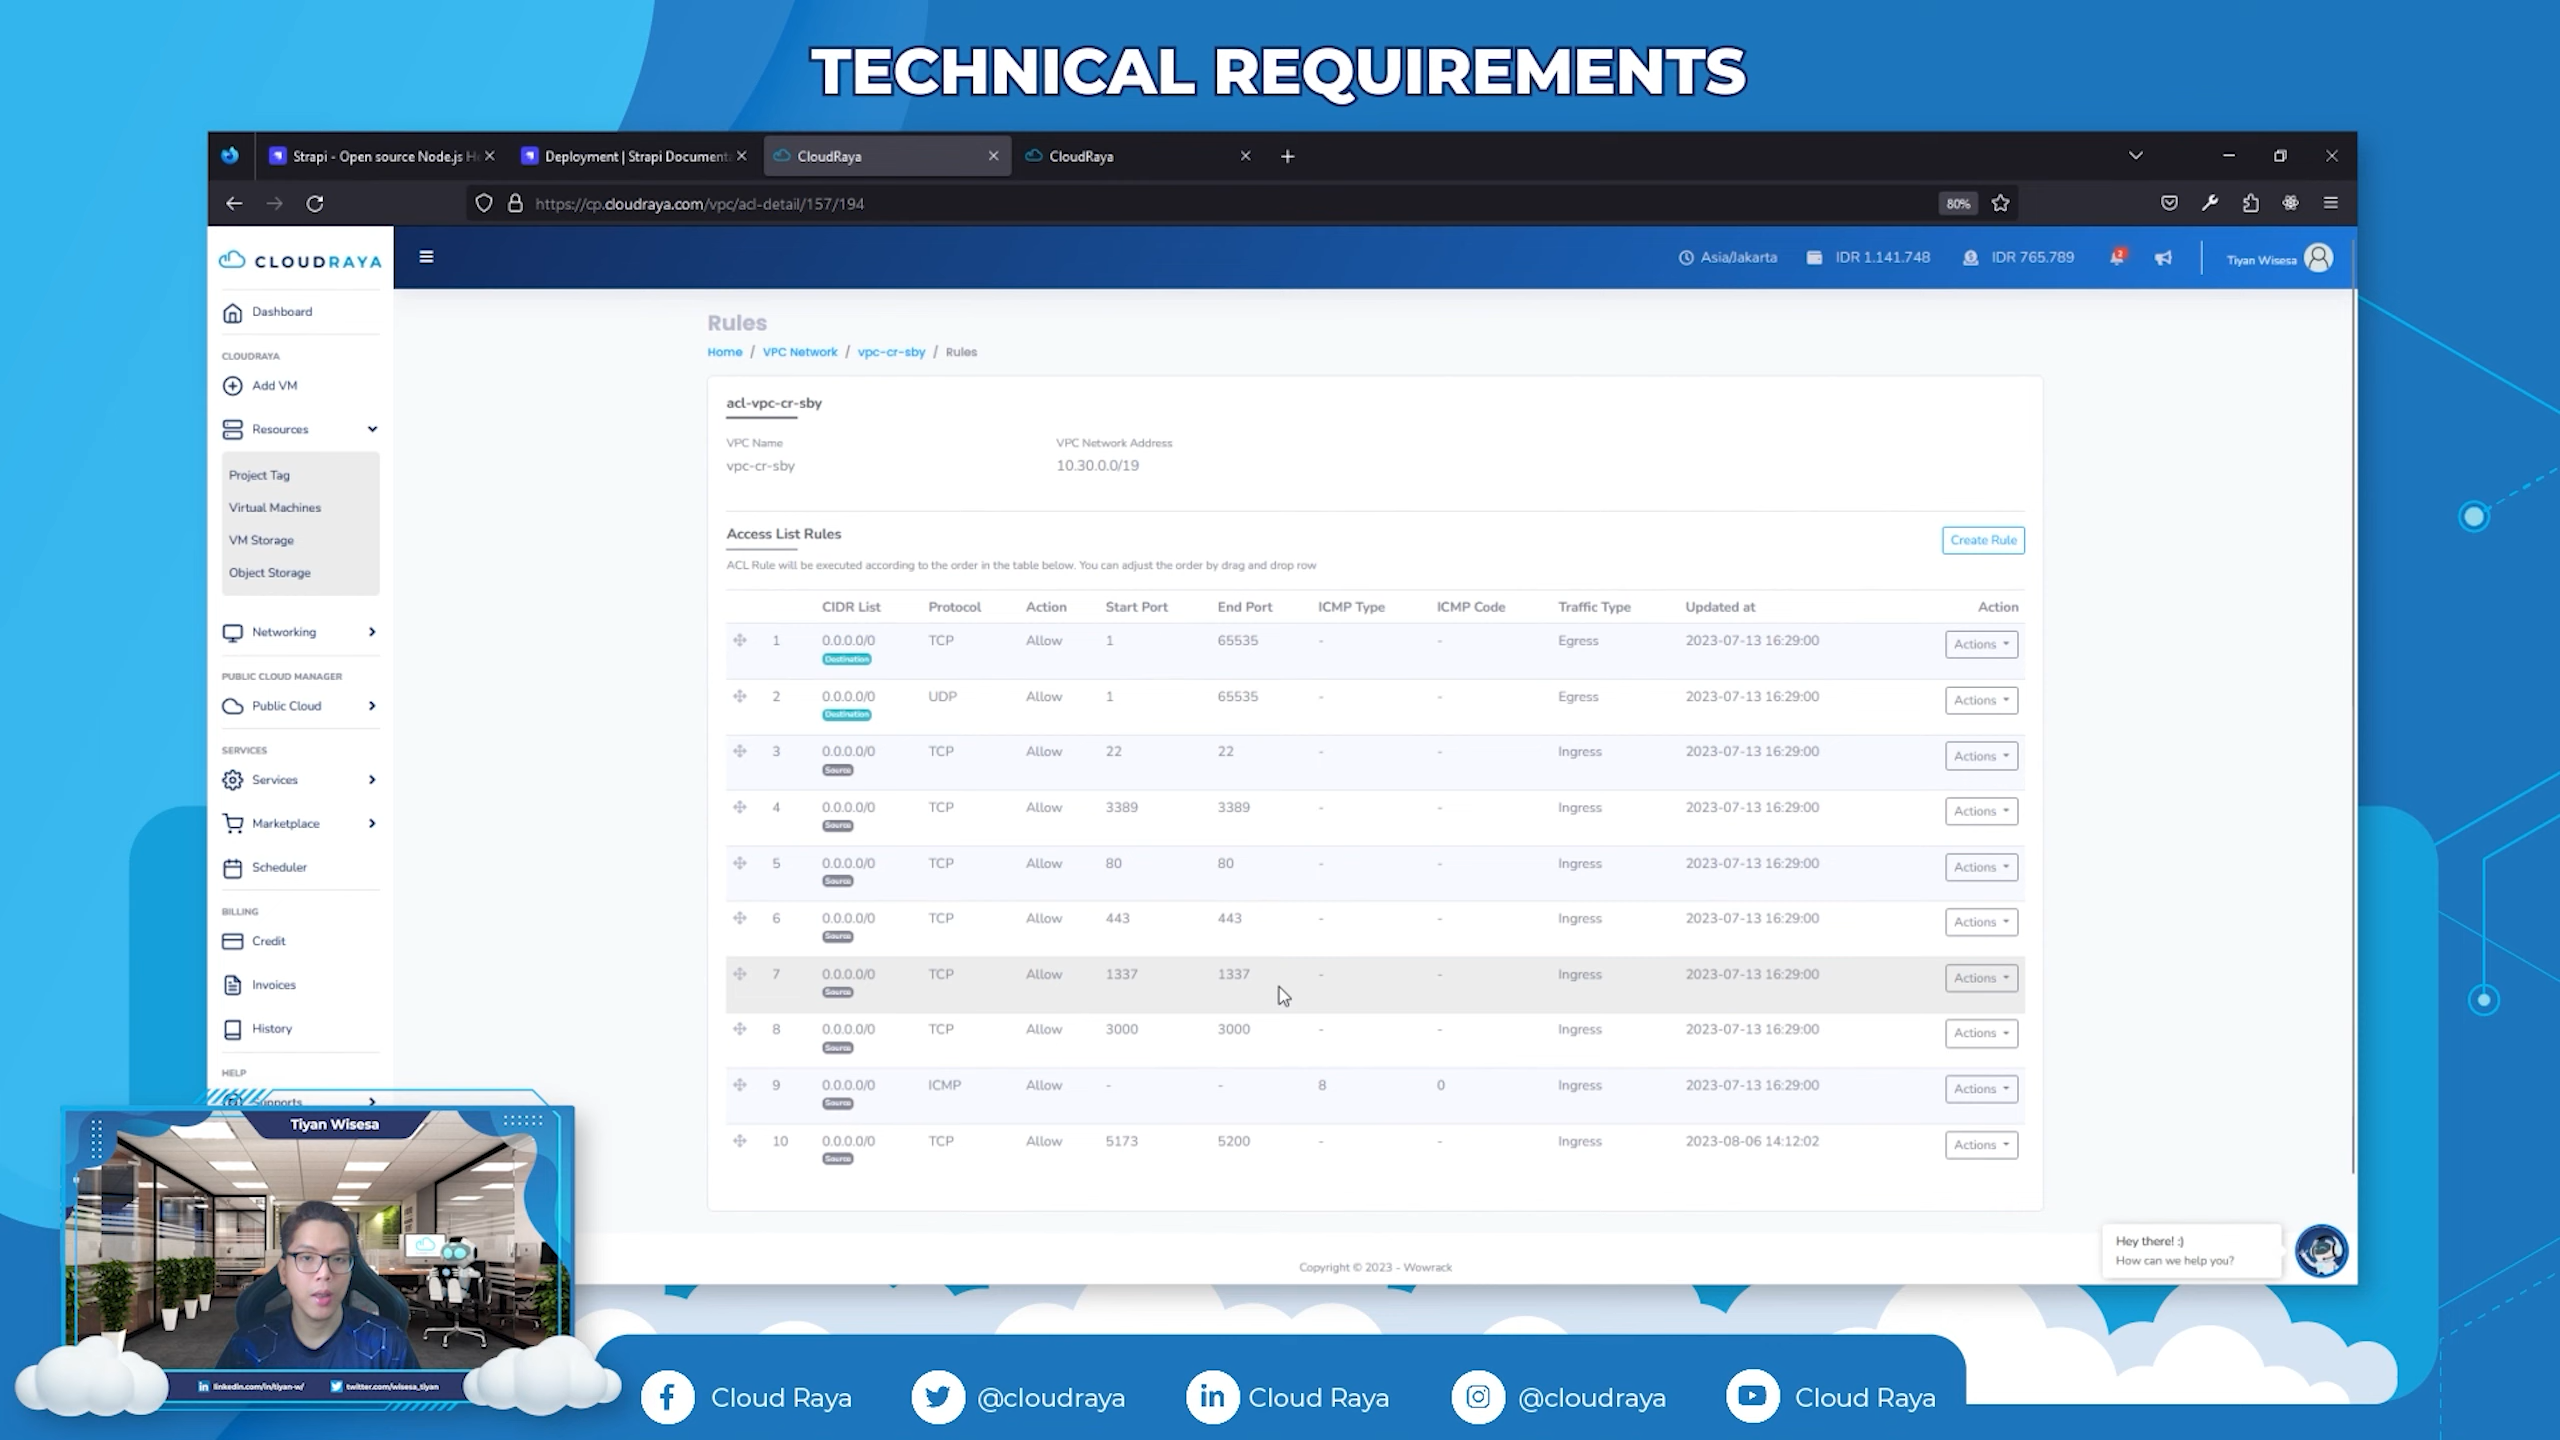 TECHNICAL REQUIREMENTS
Strapi - Open source Node.js H
Deployment | Strapi Document
CloudRaya
CloudRaya
https://cp.cloudraya.com/vpc/acl-detail/157/194
80%
CLOUDRAYA
Asia/Jakarta
IDR 1.141.748
IDR 765.789
2
Tiyan Wisesa
Dashboard
CLOUDRAYA
Add VM
Resources
Project Tag
Virtual Machines
VM Storage
Object Storage
Networking
PUBLIC CLOUD MANAGER
Public Cloud
SERVICES
Services
Marketplace
Scheduler
BILLING
Credit
Invoices
History
HELP
Supports
Rules
Home / VPC Network / vpc-cr-sby / Rules
acl-vpc-cr-sby
VPC Name
VPC Network Address
vpc-cr-sby
10.30.0.0/19
Access List Rules
Create Rule
ACL Rule will be executed according to the order in the table below. You can adjust the order by drag and drop row
CIDR List Protocol Action Start Port End Port ICMP Type ICMP Code Traffic Type Updated at Action
1 0.0.0.0/0 TCP Allow 1 65535 - - Egress 2023-07-13 16:29:00 Actions
Destination
2 0.0.0.0/0 UDP Allow 1 65535 - - Egress 2023-07-13 16:29:00 Actions
Destination
3 0.0.0.0/0 TCP Allow 22 22 - - Ingress 2023-07-13 16:29:00 Actions
Source
4 0.0.0.0/0 TCP Allow 3389 3389 - - Ingress 2023-07-13 16:29:00 Actions
Source
5 0.0.0.0/0 TCP Allow 80 80 - - Ingress 2023-07-13 16:29:00 Actions
Source
6 0.0.0.0/0 TCP Allow 443 443 - - Ingress 2023-07-13 16:29:00 Actions
Source
7 0.0.0.0/0 TCP Allow 1337 1337 - - Ingress 2023-07-13 16:29:00 Actions
Source
8 0.0.0.0/0 TCP Allow 3000 3000 - - Ingress 2023-07-13 16:29:00 Actions
Source
9 0.0.0.0/0 ICMP Allow - - 8 0 Ingress 2023-07-13 16:29:00 Actions
Source
10 0.0.0.0/0 TCP Allow 5173 5200 - - Ingress 2023-08-06 14:12:02 Actions
Source
Copyright © 2023 - Wowrack
Hey there! :)
How can we help you?
Tiyan Wisesa
linkedin.com/in/tiyan-w/
twitter.com/wisesa_tiyan
Cloud Raya
@cloudraya
Cloud Raya
@cloudraya
Cloud Raya